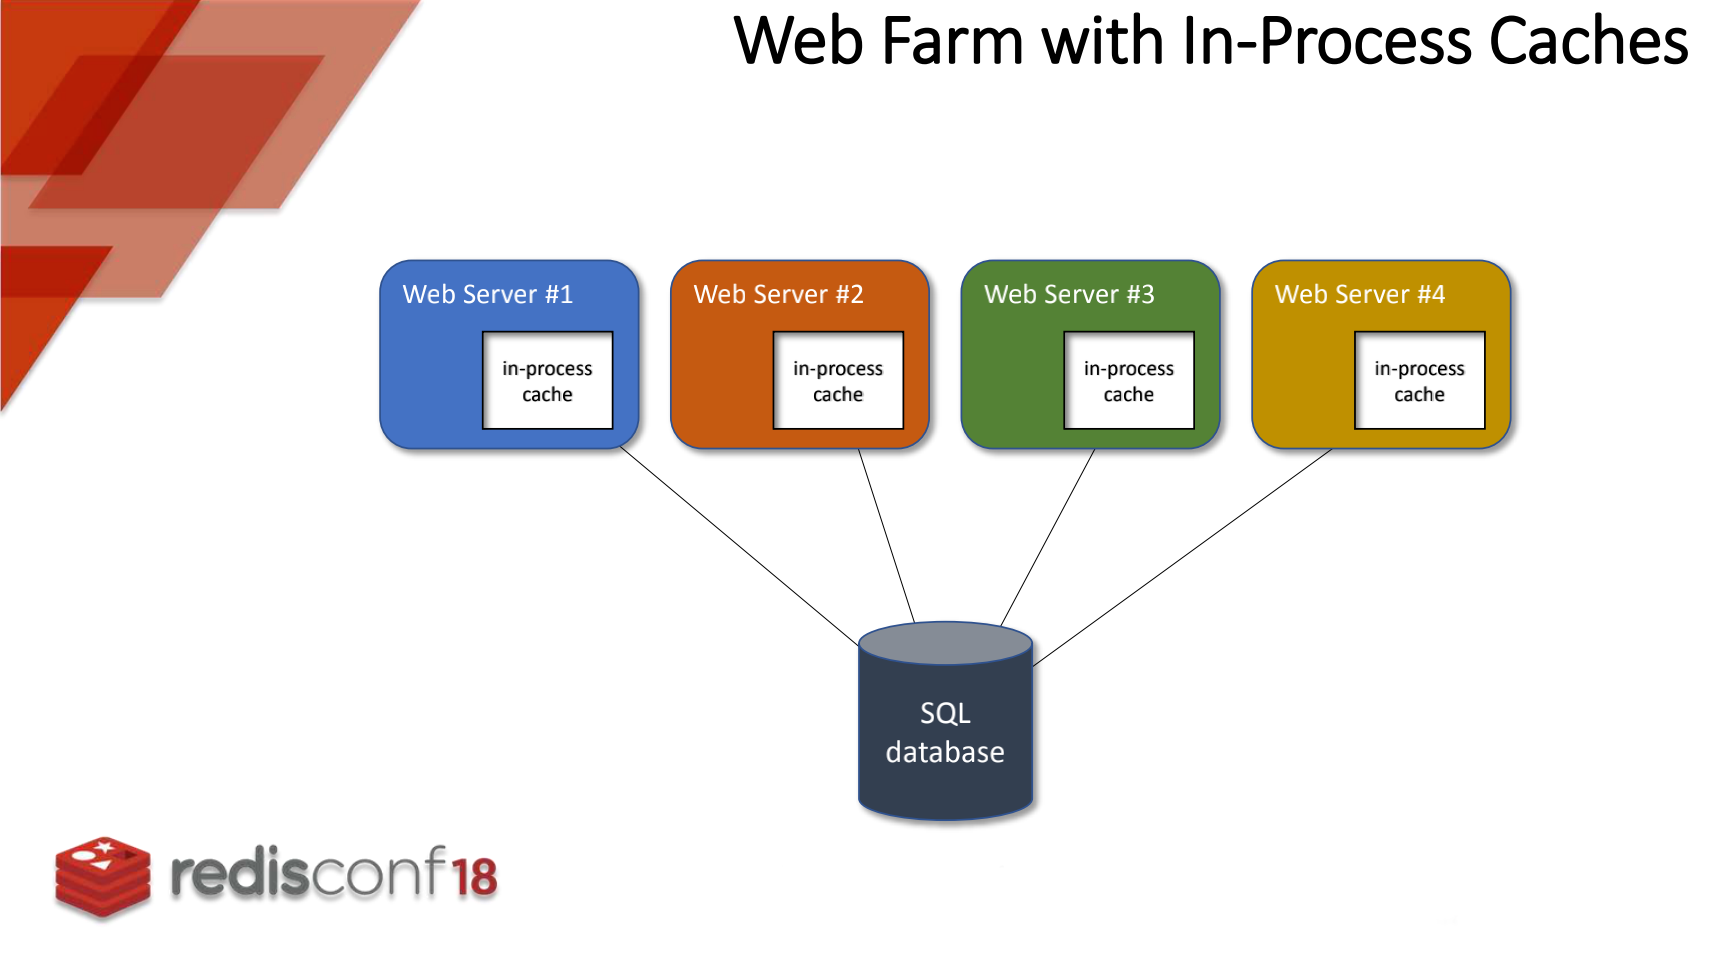 Web Farm with In-Process Caches
Web Server #1
in-process
cache
Web Server #2
in-process
cache
Web Server #3
in-process
cache
Web Server #4
in-process
cache
SQL
database
redisconf18